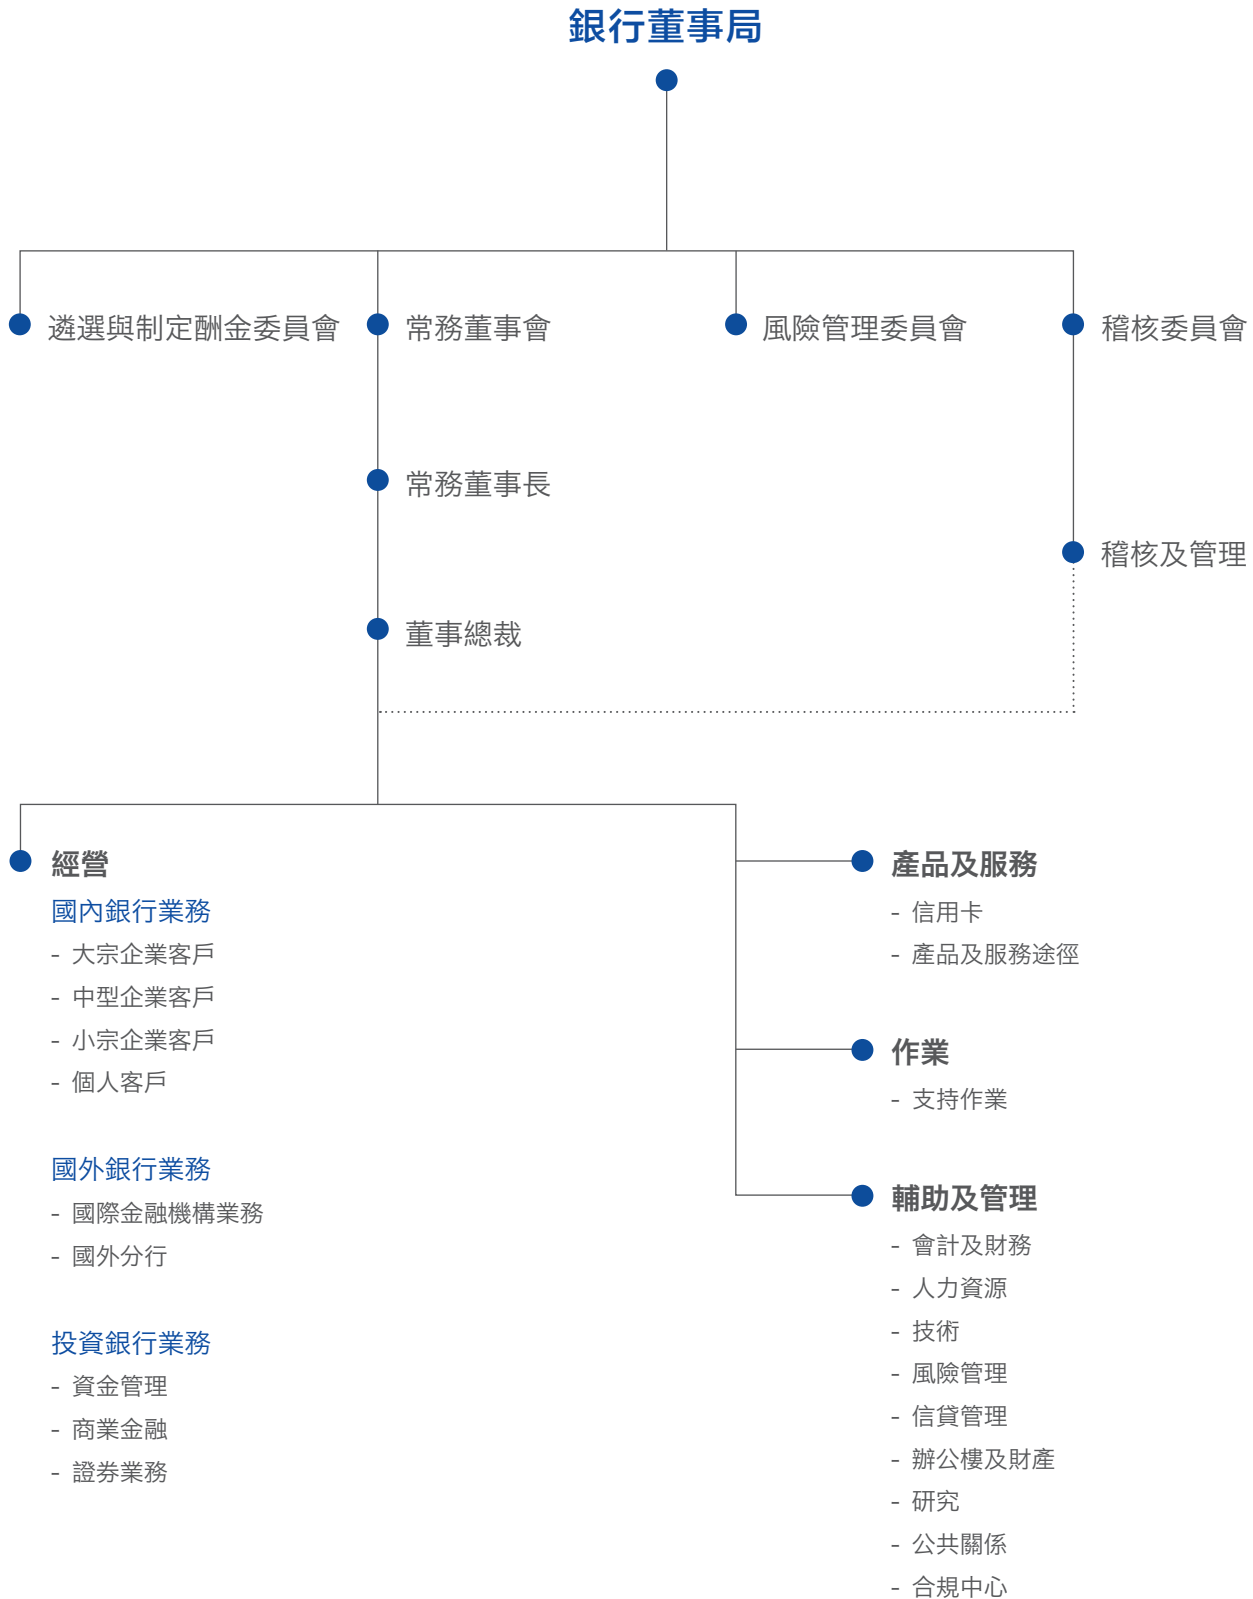 銀行董事局
遴選與制定酬金委員會
常務董事會
風險管理委員會
稽核委員會
常務董事長
稽核及管理
董事總裁
經營
國內銀行業務
- 大宗企業客戶
- 中型企業客戶
- 小宗企業客戶
- 個人客戶
國外銀行業務
- 國際金融機構業務
- 國外分行
投資銀行業務
- 資金管理
- 商業金融
- 證券業務
產品及服務
- 信用卡
- 產品及服務途徑
作業
- 支持作業
輔助及管理
- 會計及財務
- 人力資源
- 技術
- 風險管理
- 信貸管理
- 辦公樓及財產
- 研究
- 公共關係
- 合規中心